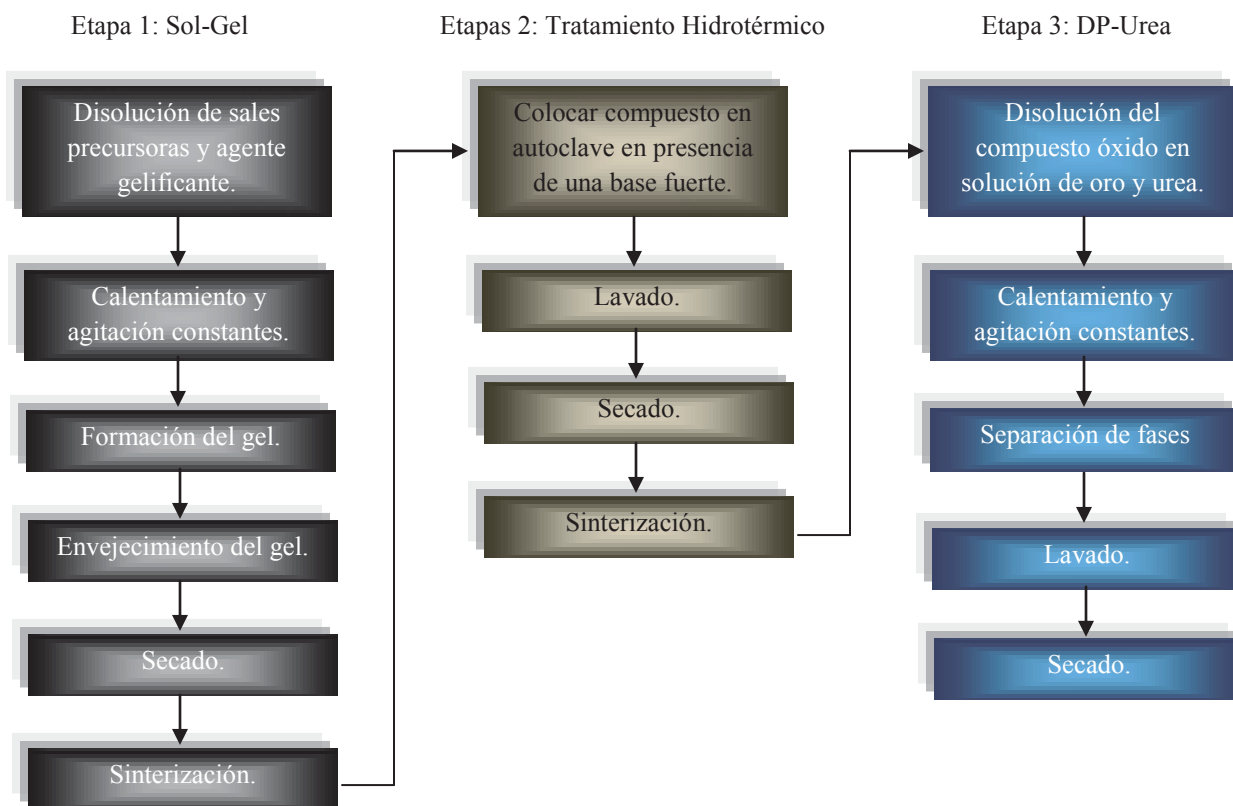 Etapa 1: Sol-Gel
Disolución de sales
precursoras y agente
gelificante.
Calentamiento y
agitación constantes.
Formación del gel.
Envejecimiento del gel.
Secado.
Sinterización.
Etapas 2: Tratamiento Hidrotérmico
Colocar compuesto en
autoclave en presencia
de una base fuerte.
Lavado.
Secado.
Sinterización.
Etapa 3: DP-Urea
Disolución del
compuesto óxido en
solución de oro y urea.
Calentamiento y
agitación constantes.
Separación de fases
Lavado.
Secado.